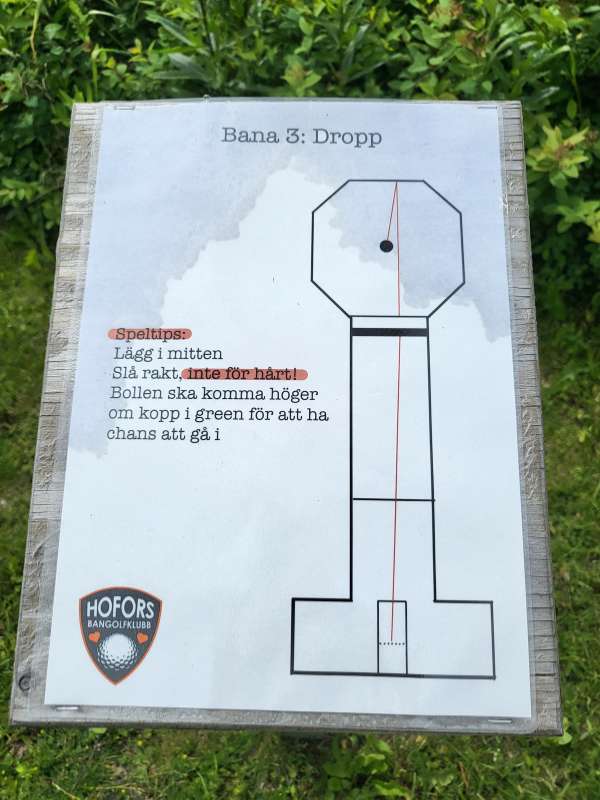 Bana 3: Dropp
Speltips:
Lägg i mitten
Slå rakt, inte för hårt!
Bollen ska komma höger
om kopp i green för att ha
chans att gå i
HOFORS
BANGOLFKLUBB